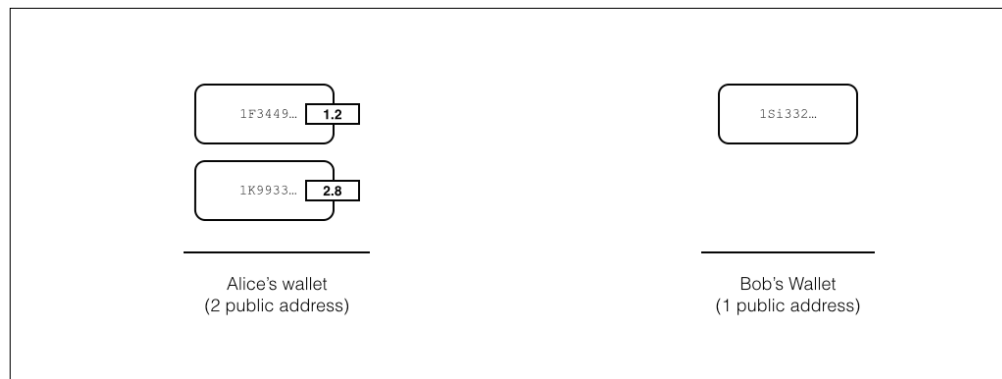 1F3449…
1.2
1Si332…
1K9933…
2.8
Alice’s wallet
(2 public address)
Bob’s Wallet
(1 public address)